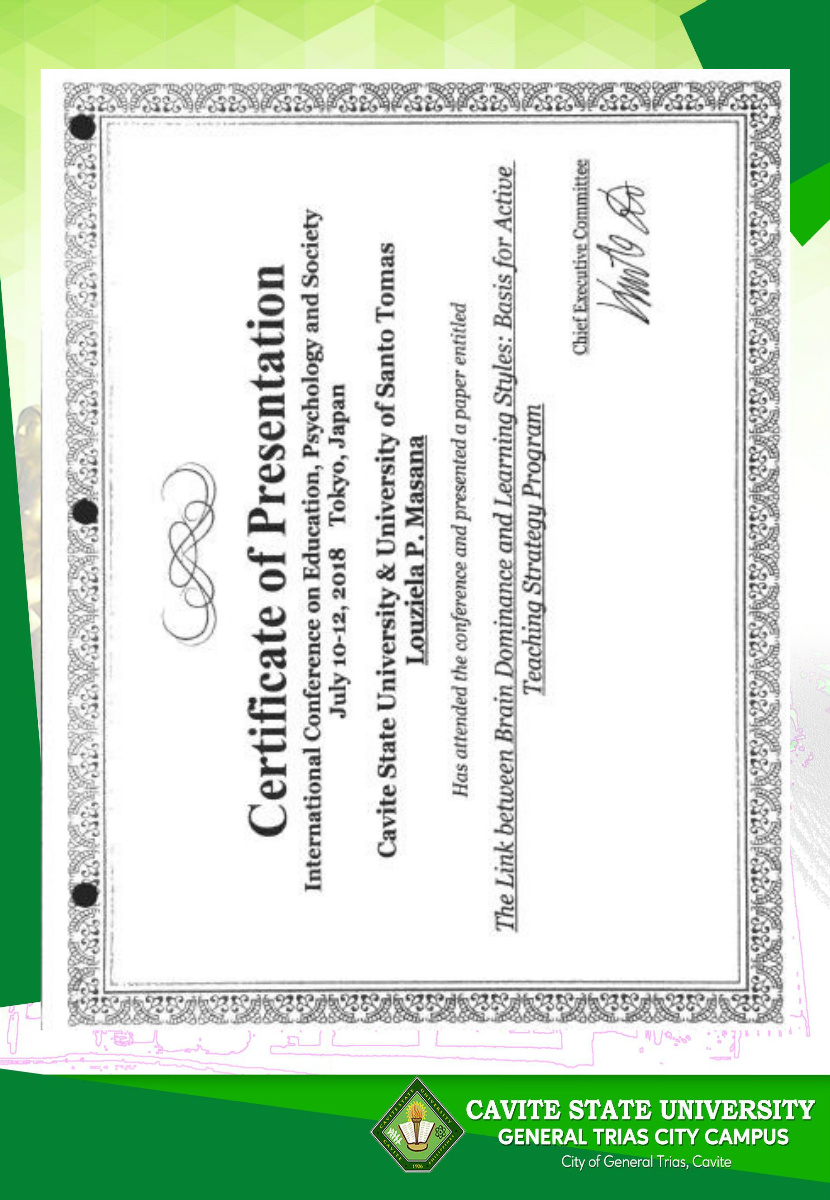 Certificate of Presentation
International Conference on Education, Psychology and Society
July 10-12, 2018 Tokyo, Japan
Cavite State University & University of Santo Tomas
Louziela P. Masana
Has attended the conference and presented a paper entitled
The Link between Brain Dominance and Learning Styles: Basis for Active
Teaching Strategy Program
Chief Executive Committee
CAVITE STATE UNIVERSITY
GENERAL TRIAS CITY CAMPUS
City of General Trias, Cavite
1906